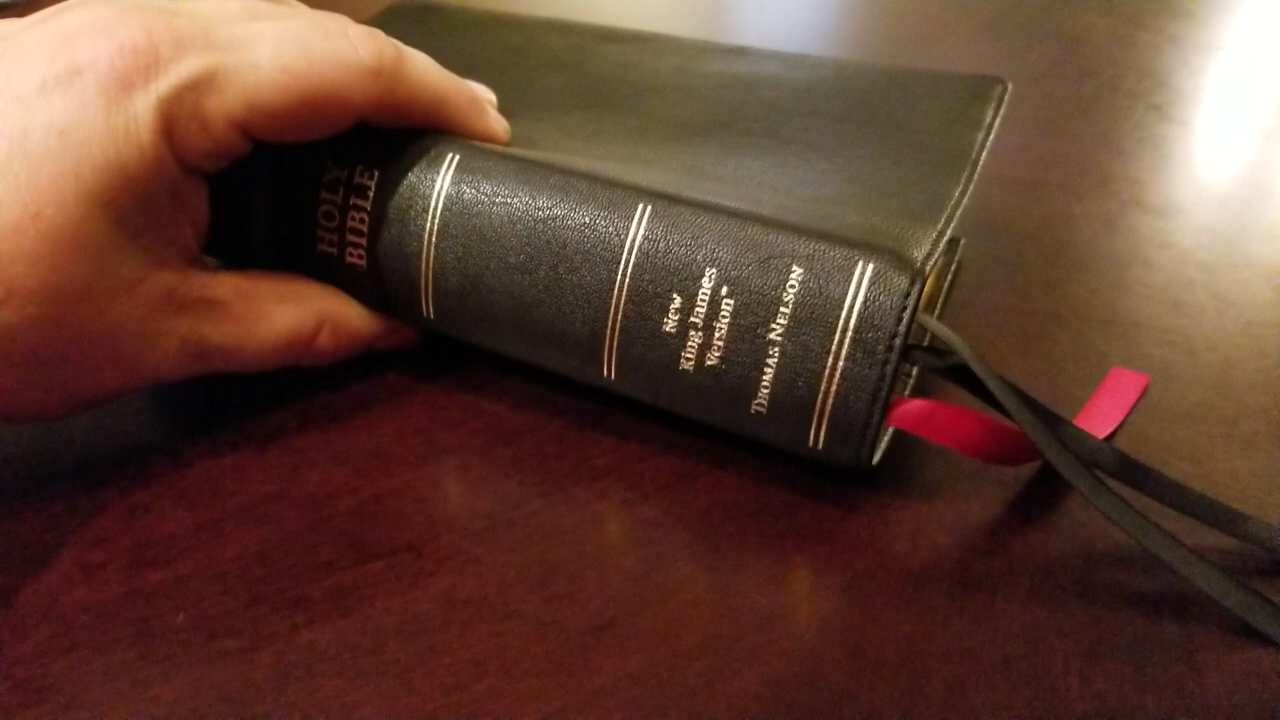 HOLY
BIBLE
New
King James
Version®
THOMAS NELSON